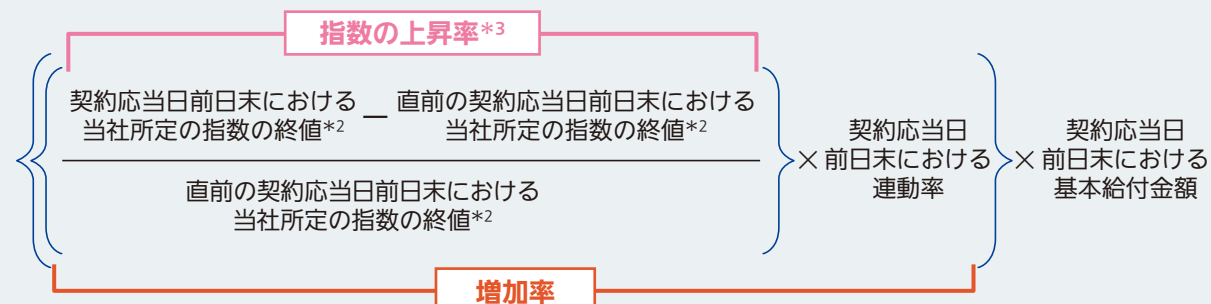 指数の上昇率*3
契約応当日前日末における
当社所定の指数の終値*2
－
直前の契約応当日前日末における
当社所定の指数の終値*2
直前の契約応当日前日末における
当社所定の指数の終値*2
×
契約応当日
前日末における
連動率
×
契約応当日
前日末における
基本給付金額
増加率